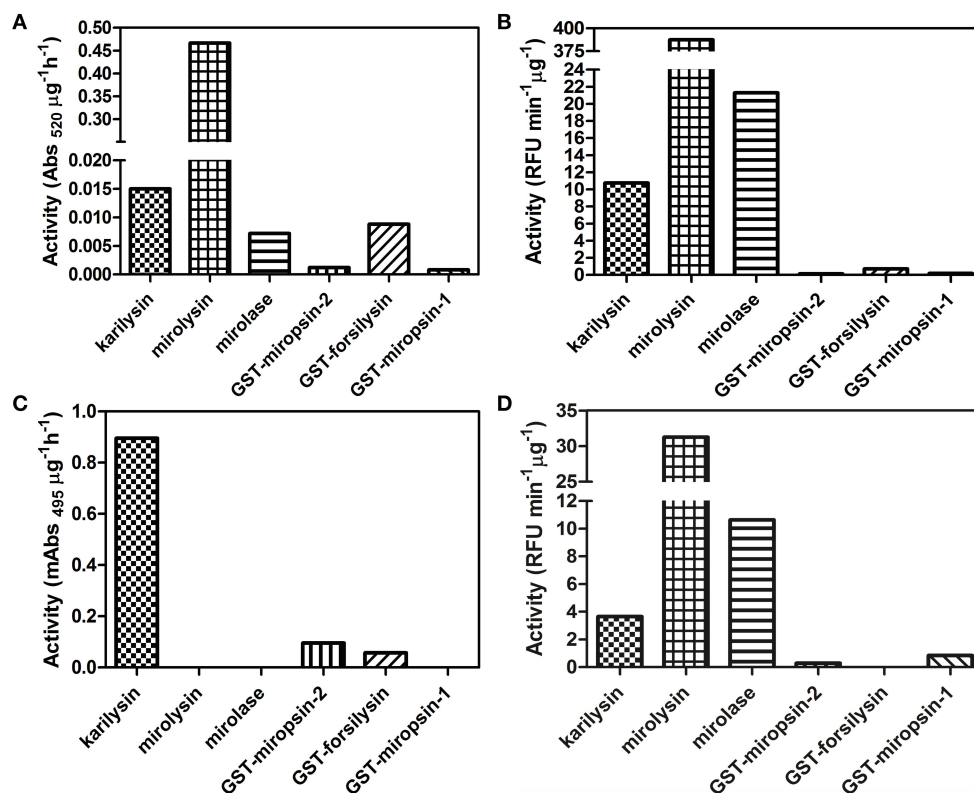 A
Activity (Abs 520 μg-1h-1)
0.50
0.45
0.40
0.35
0.30
0.020
0.015
0.010
0.005
0.000
karilysin
mirolysin
mirolase
GST-miropsin-2
GST-forsilysin
GST-miropsin-1
B
Activity (RFU min-1μg-1)
400
375
24
22
20
18
16
14
12
10
8
6
4
2
0
karilysin
mirolysin
mirolase
GST-miropsin-2
GST-forsilysin
GST-miropsin-1
C
Activity (mAbs 495 μg-1h-1)
1.0
0.8
0.6
0.4
0.2
0.0
karilysin
mirolysin
mirolase
GST-miropsin-2
GST-forsilysin
GST-miropsin-1
D
Activity (RFU min-1μg-1)
35
30
25
12
10
8
6
4
2
0
karilysin
mirolysin
mirolase
GST-miropsin-2
GST-forsilysin
GST-miropsin-1